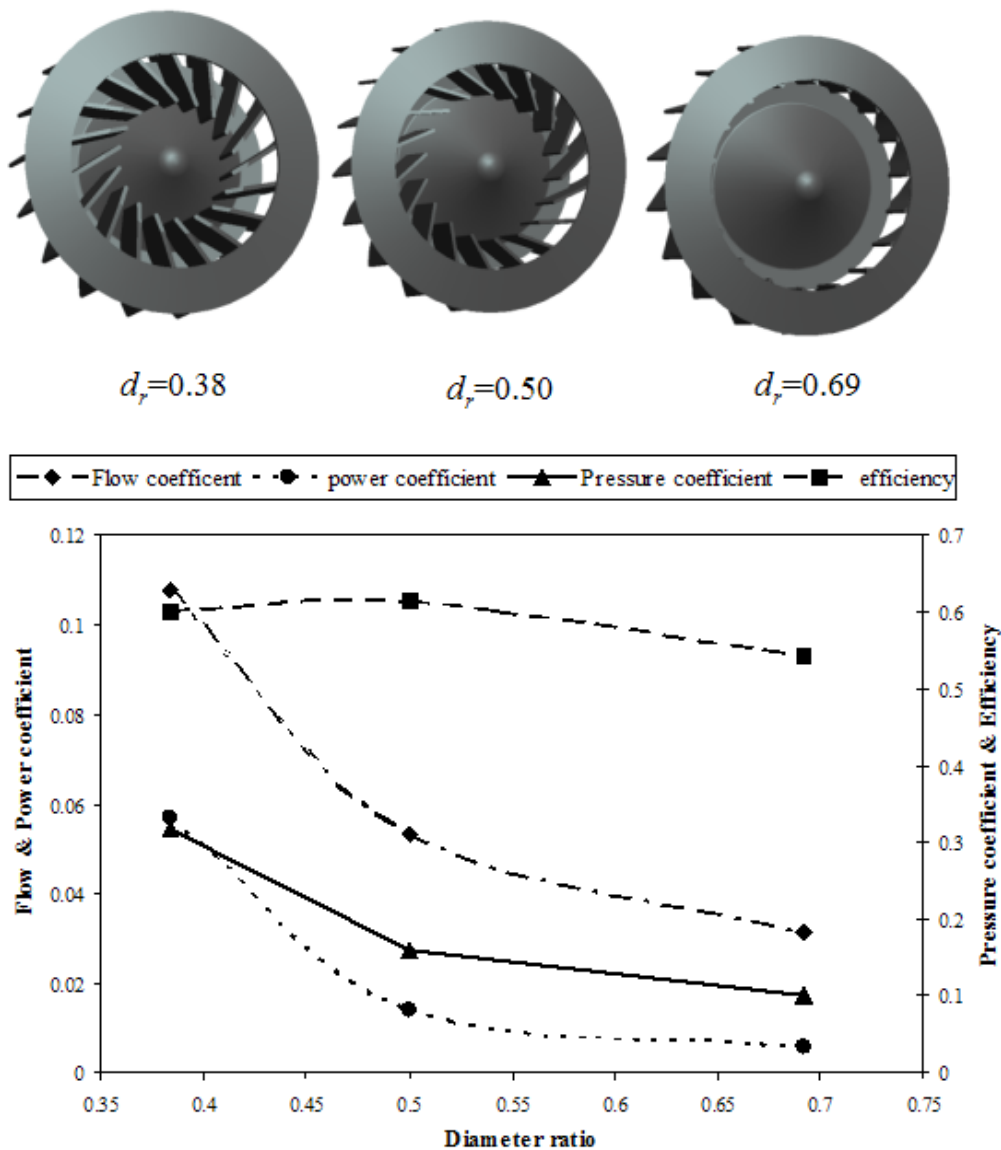 d_r=0.38
d_r=0.50
d_r=0.69
Flow coefficent
power coefficient
Pressure coefficient
efficiency
0.12
0.1
0.08
0.06
0.04
0.02
0
Flow & Power coefficient
0.7
0.6
0.5
0.4
0.3
0.2
0.1
0
Pressure coefficient & Efficiency
0.35 0.4 0.45 0.5 0.55 0.6 0.65 0.7 0.75
Diameter ratio